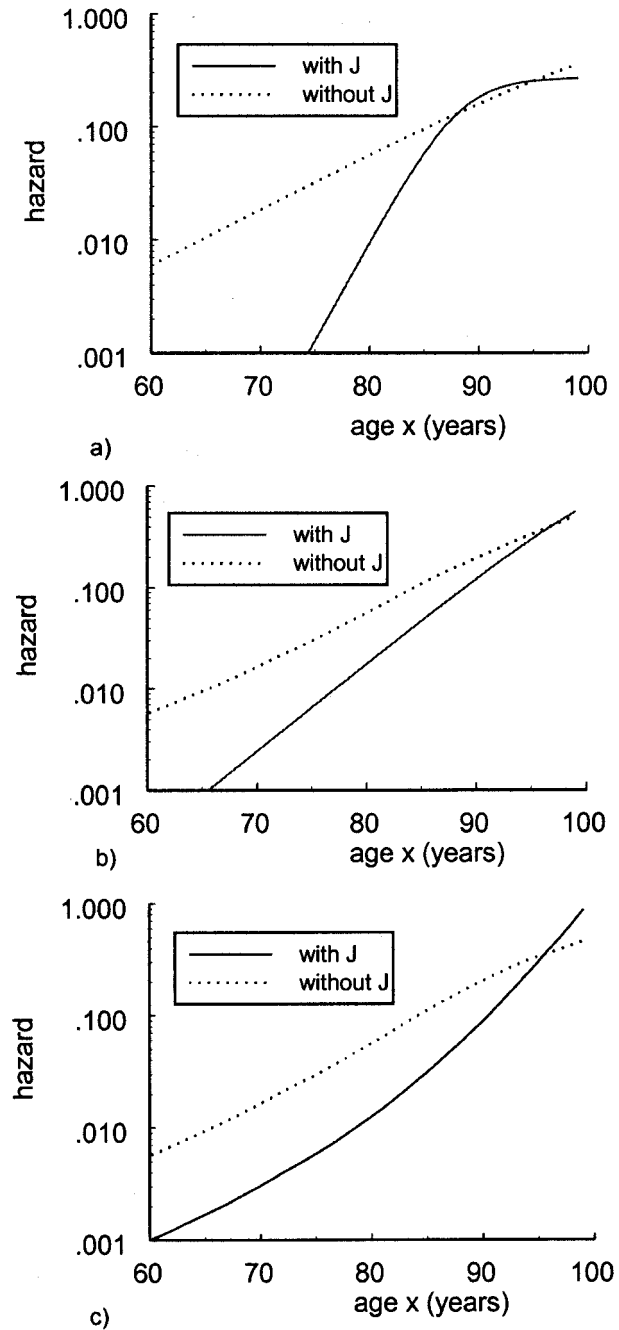 1.000
with J
without J
.100
hazard
.010
.001
60 70 80 90 100
age x (years)
a)
1.000
with J
without J
.100
hazard
.010
.001
60 70 80 90 100
age x (years)
b)
1.000
with J
without J
.100
hazard
.010
.001
60 70 80 90 100
age x (years)
c)